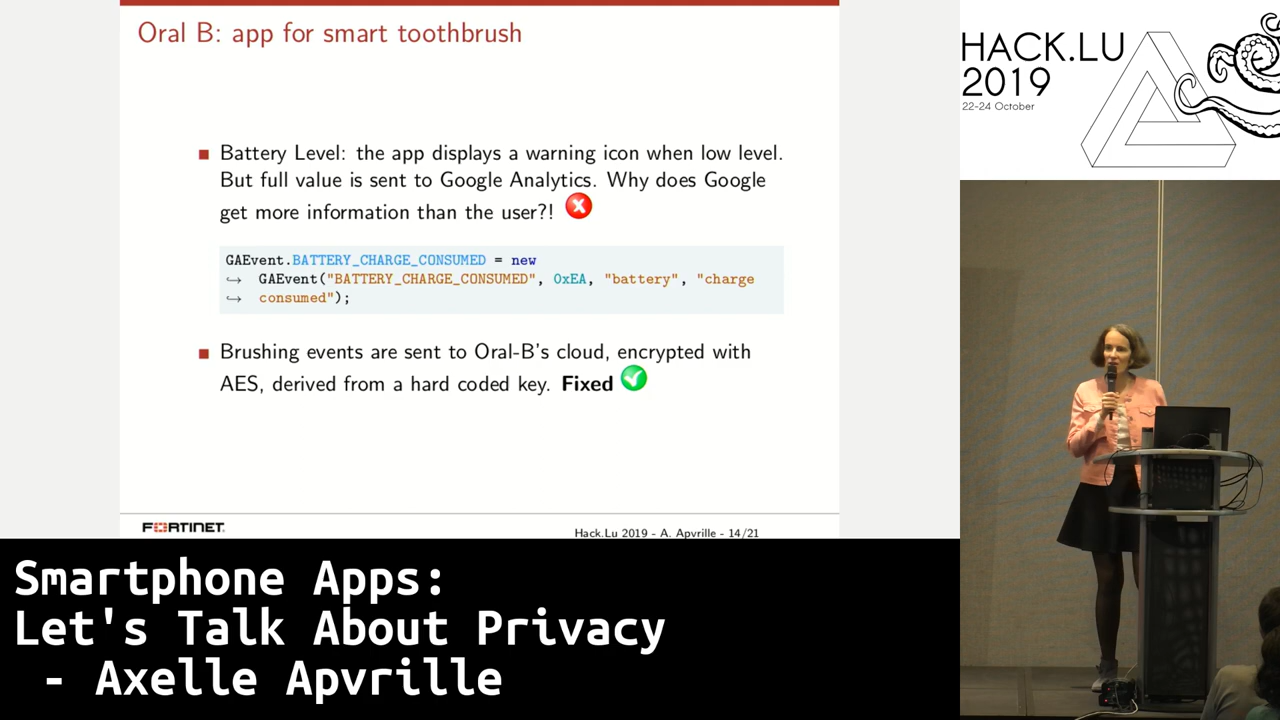 Oral B: app for smart toothbrush
Battery Level: the app displays a warning icon when low level.
But full value is sent to Google Analytics. Why does Google
get more information than the user?!
GAEvent.BATTERY_CHARGE_CONSUMED = new
↪ GAEvent("BATTERY_CHARGE_CONSUMED", 0xEA, "battery", "charge
↪ consumed");
Brushing events are sent to Oral-B's cloud, encrypted with
AES, derived from a hard coded key. Fixed
FORTINET
Hack.Lu 2019 - A. Apvrille - 14/21
HACK.LU
2019
22-24 October
Smartphone Apps:
Let's Talk About Privacy
- Axelle Apvrille